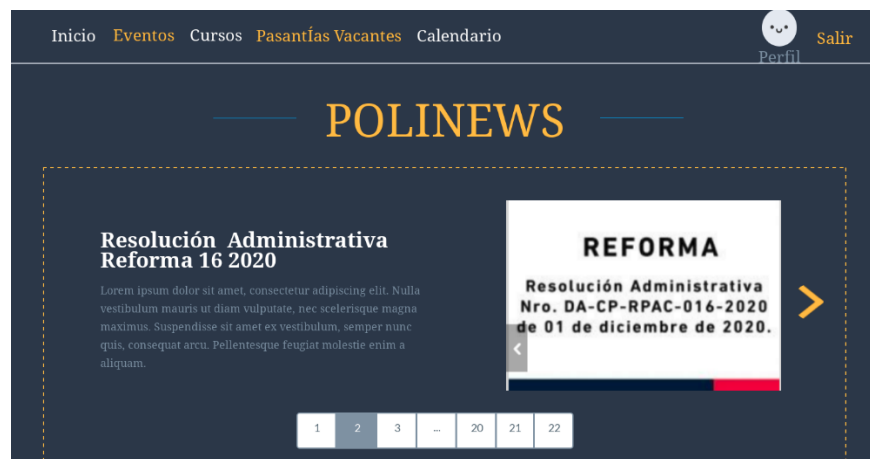 Inicio Eventos Cursos PasantÍas Vacantes Calendario
Perfil
Salir
POLINEWS
Resolución Administrativa
Reforma 16 2020
Lorem ipsum dolor sit amet, consectetur adipiscing elit. Nulla
vestibulum mauris ut diam vulputate, nec scelerisque magna
maximus. Suspendisse sit amet ex vestibulum, semper nunc
quis, consequat arcu. Pellentesque feugiat molestie enim a
aliquam.
REFORMA
Resolución Administrativa
Nro. DA-CP-RPAC-016-2020
de 01 de diciembre de 2020.
1 2 3 ... 20 21 22